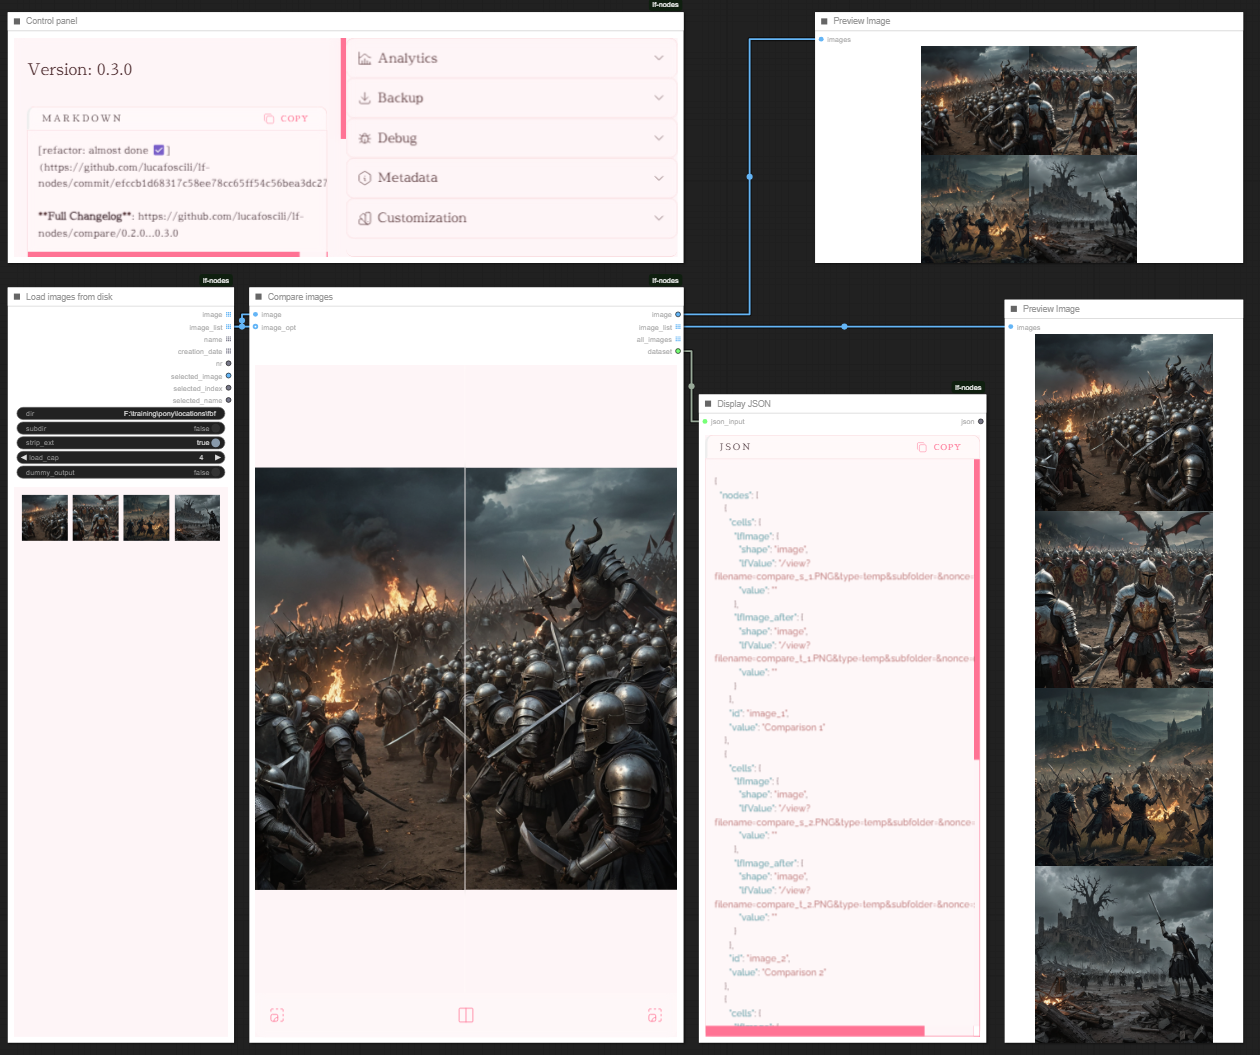 lf-nodes
Control panel
Version: 0.3.0
MARKDOWN
COPY
[refactor: almost done ☑]
(https://github.com/lucafoscili/lf-
nodes/commit/efccb1d68317c58ee78cc65ff54c56bea3dc27
**Full Changelog**: https://github.com/lucafoscili/lf-
nodes/compare/0.2.0...0.3.0
Analytics
Backup
Debug
Metadata
Customization
Preview Image
images
lf-nodes
Load images from disk
image
image_list
name
creation_date
nr
selected_image
selected_index
selected_name
dir F:\training\pony\locations\fbf
subdir false
strip_ext true
load_cap 4
dummy_output false
lf-nodes
Compare images
image
image_opt
image
image_list
all_images
dataset
lf-nodes
Display JSON
json_input
json
JSON
COPY
{
"nodes": [
{
"cells": {
"lfImage": {
"shape": "image",
"lfValue": "/view?
filename=compare_s_1.PNG&type=temp&subfolder=&nonce=
"value": ""
},
"lfImage_after": {
"shape": "image",
"lfValue": "/view?
filename=compare_t_1.PNG&type=temp&subfolder=&nonce=
"value": ""
}
},
"id": "image_1",
"value": "Comparison 1"
},
{
"cells": {
"lfImage": {
"shape": "image",
"lfValue": "/view?
filename=compare_s_2.PNG&type=temp&subfolder=&nonce=
"value": ""
},
"lfImage_after": {
"shape": "image",
"lfValue": "/view?
filename=compare_t_2.PNG&type=temp&subfolder=&nonce=
"value": ""
}
},
"id": "image_2",
"value": "Comparison 2"
},
{
"cells": {
Preview Image
images